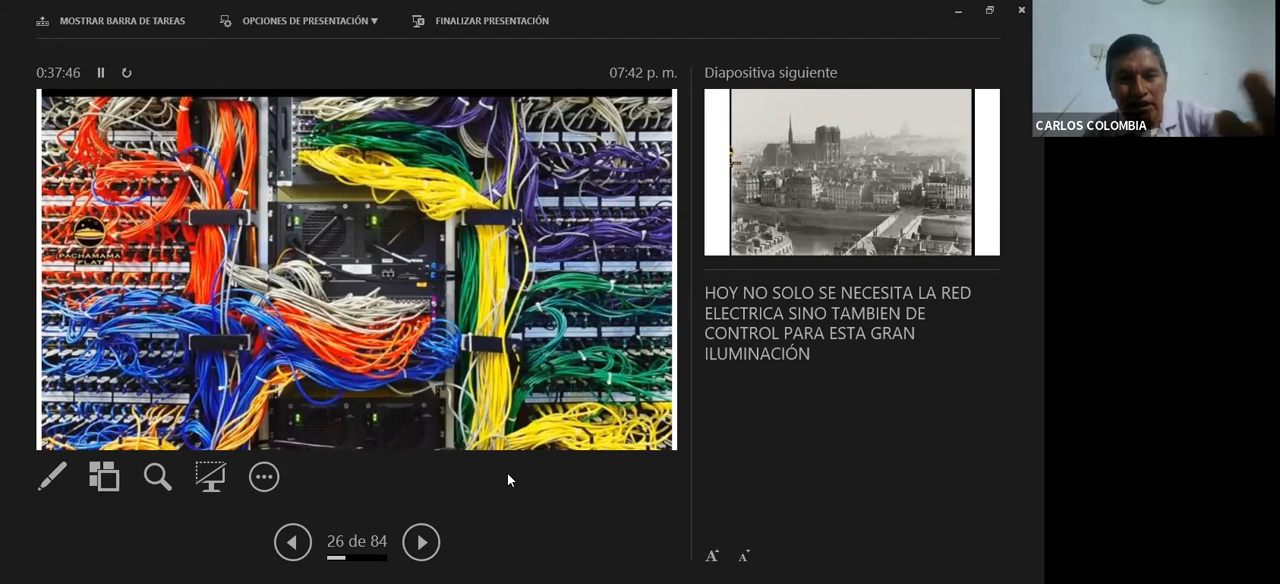 MOSTRAR BARRA DE TAREAS
OPCIONES DE PRESENTACIÓN ▼
FINALIZAR PRESENTACIÓN
0:37:46
07:42 p. m.
Diapositiva siguiente
CARLOS COLOMBIA
PACHAMAMA
FLAT
HOY NO SOLO SE NECESITA LA RED
ELECTRICA SINO TAMBIEN DE
CONTROL PARA ESTA GRAN
ILUMINACIÓN
26 de 84
A A